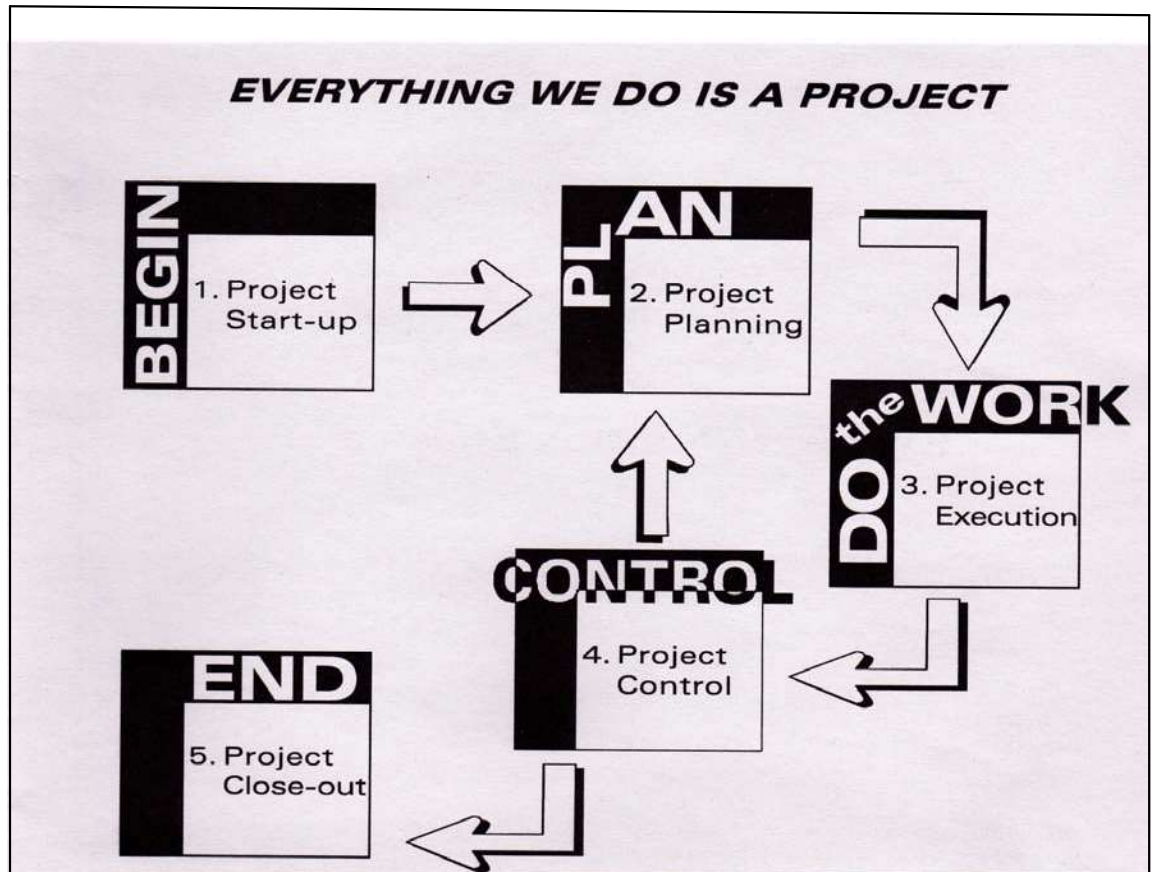 EVERYTHING WE DO IS A PROJECT
BEGIN
1. Project
Start-up
PLAN
2. Project
Planning
DO the WORK
3. Project
Execution
CONTROL
4. Project
Control
END
5. Project
Close-out